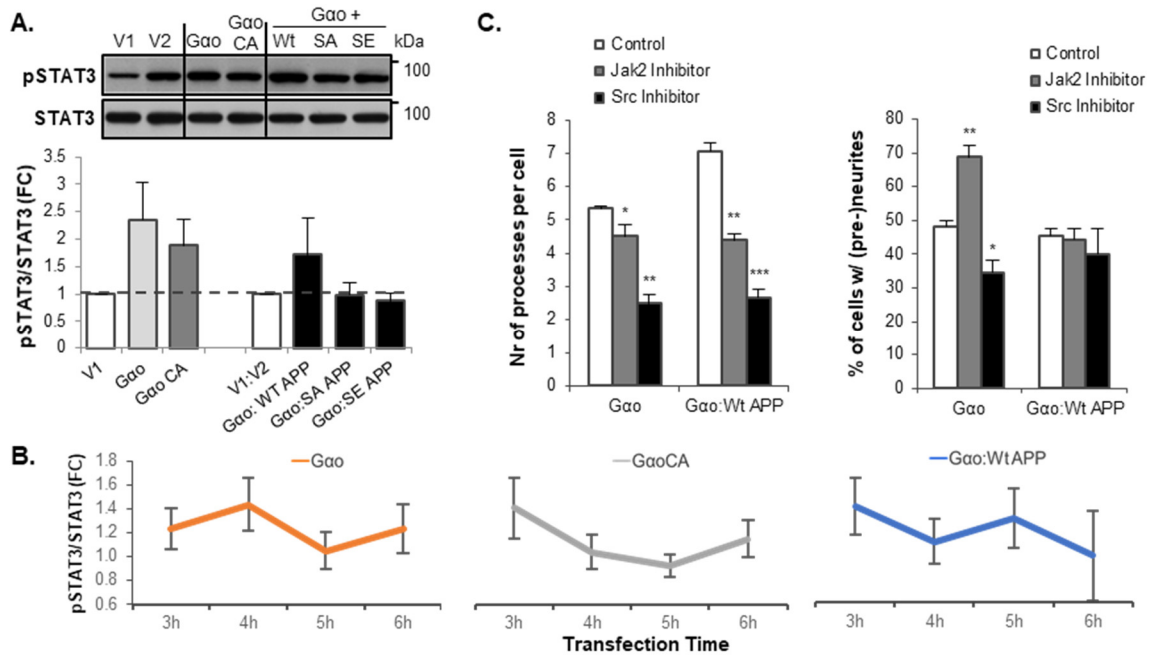 A.
Gαo +
V1 V2 Gαo Gαo CA Wt SA SE kDa
pSTAT3 100
STAT3 100
pSTAT3/STAT3 (FC)
3.5
3
2.5
2
1.5
1
0.5
0
V1 Gαo Gαo CA V1:V2 Gαo: WT APP Gαo:SA APP Gαo:SE APP
C.
Control
Jak2 Inhibitor
Src Inhibitor
Nr of processes per cell
8
7
6
5
4
3
2
1
0
* ** ** ***
Gαo Gαo:Wt APP
Control
Jak2 Inhibitor
Src Inhibitor
% of cells w/ (pre-)neurites
80
70
60
50
40
30
20
10
0
** *
Gαo Gαo:Wt APP
B.
pSTAT3/STAT3 (FC)
1.8
1.6
1.4
1.2
1.0
0.8
0.6
Gαo
3h 4h 5h 6h
GαoCA
3h 4h 5h 6h
Gαo:Wt APP
3h 4h 5h 6h
Transfection Time